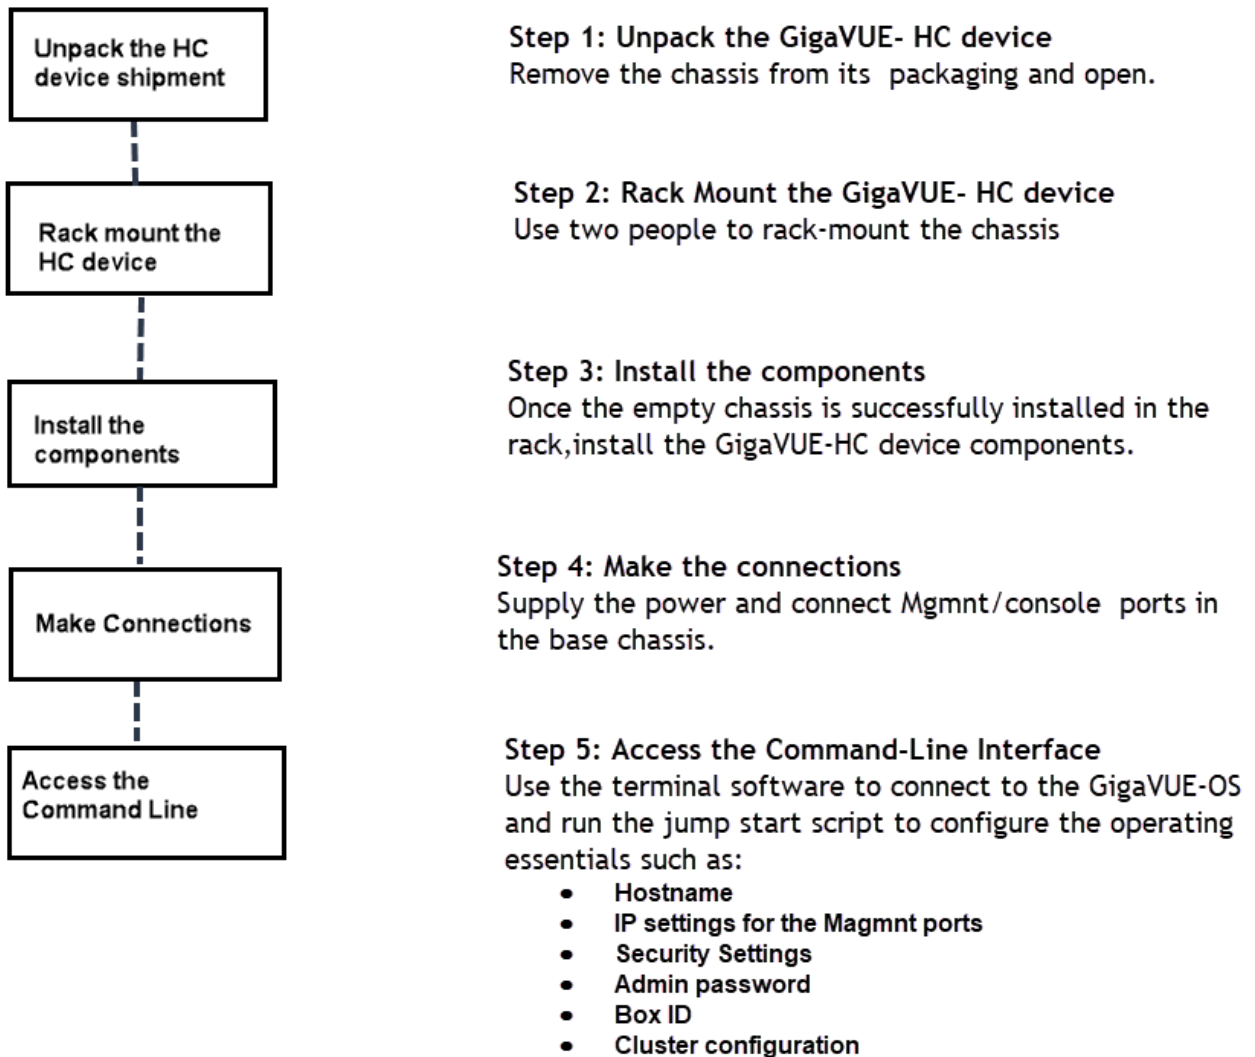 Unpack the HC
device shipment
Step 1: Unpack the GigaVUE- HC device
Remove the chassis from its  packaging and open.
Rack mount the
HC device
Step 2: Rack Mount the GigaVUE- HC device
Use two people to rack-mount the chassis
Install the
components
Step 3: Install the components
Once the empty chassis is successfully installed in the
rack,install the GigaVUE-HC device components.
Make Connections
Step 4: Make the connections
Supply the power and connect Mgmnt/console  ports in
the base chassis.
Access the
Command Line
Step 5: Access the Command-Line Interface
Use the terminal software to connect to the GigaVUE-OS
and run the jump start script to configure the operating
essentials such as:
• Hostname
• IP settings for the Magmnt ports
• Security Settings
• Admin password
• Box ID
• Cluster configuration